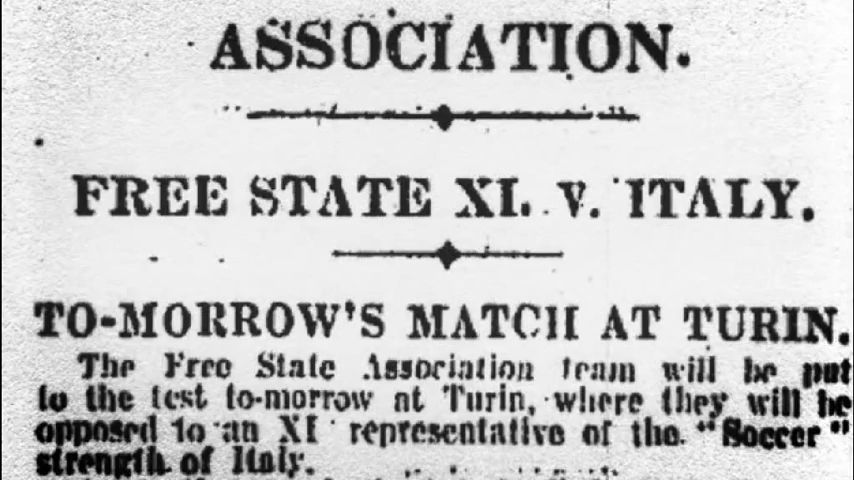 ASSOCIATION.
FREE STATE XI. v. ITALY.
TO-MORROW'S MATCH AT TURIN.
The Free State Association team will be put
to the test to-morrow at Turin, where they will be
opposed to an XI representative of the "Soccer"
strength of Italy.